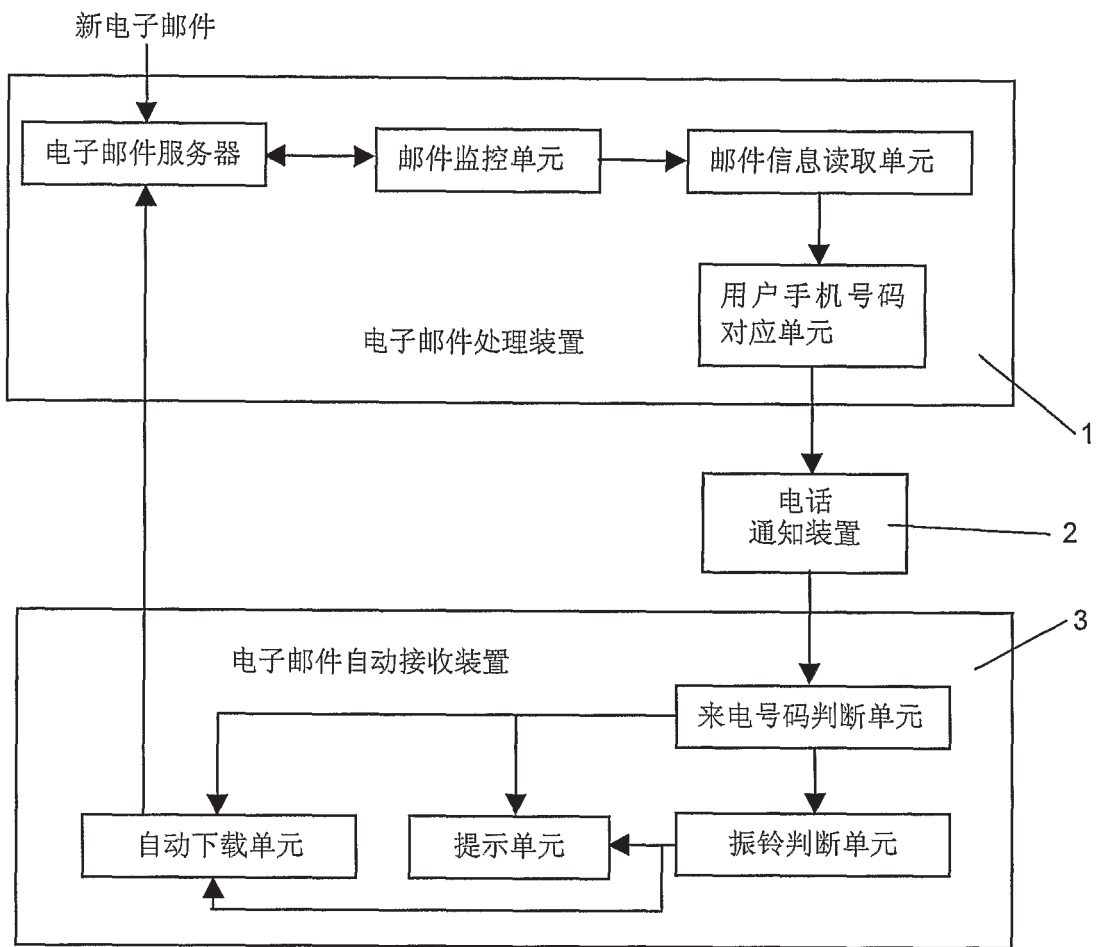 新电子邮件
电子邮件服务器
邮件监控单元
邮件信息读取单元
用户手机号码
对应单元
电子邮件处理装置
1
电话
通知装置
2
3
电子邮件自动接收装置
来电号码判断单元
自动下载单元
提示单元
振铃判断单元